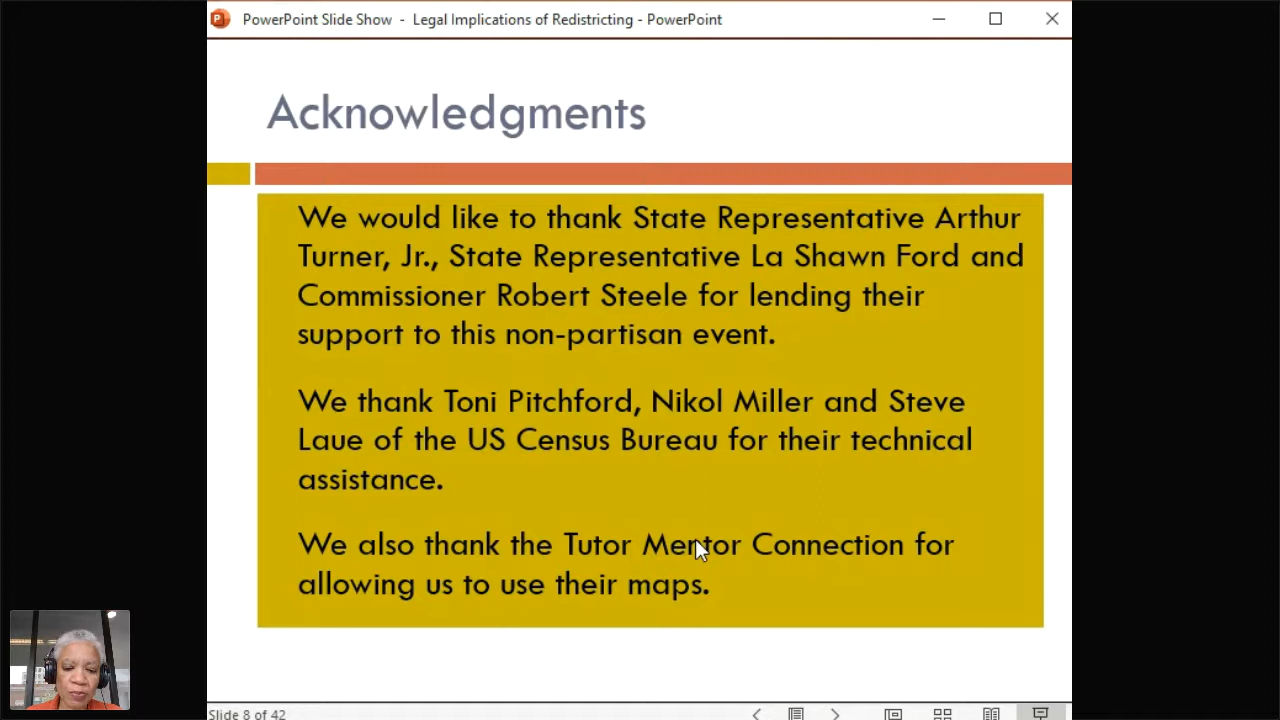 PowerPoint Slide Show - Legal Implications of Redistricting - PowerPoint
Acknowledgments
We would like to thank State Representative Arthur
Turner, Jr., State Representative La Shawn Ford and
Commissioner Robert Steele for lending their
support to this non-partisan event.
We thank Toni Pitchford, Nikol Miller and Steve
Laue of the US Census Bureau for their technical
assistance.
We also thank the Tutor Mentor Connection for
allowing us to use their maps.
Slide 8 of 42